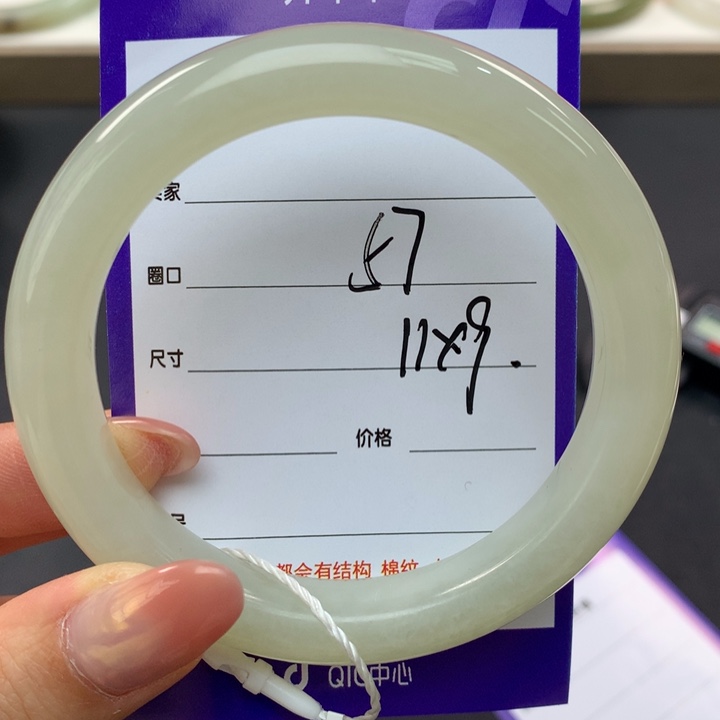 家
圈口 57
尺寸 11x9.
价格
都会有结构 棉纹
QIC中心